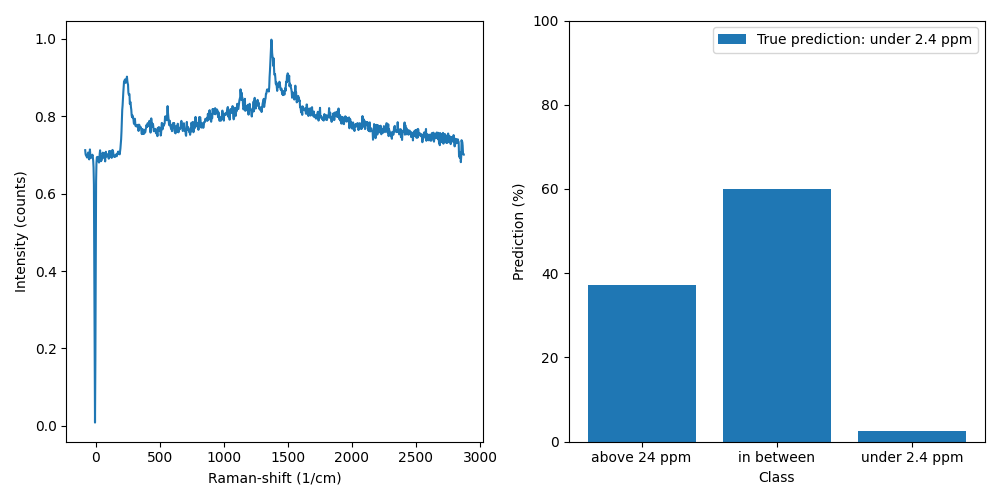 1.0
0.8
0.6
0.4
0.2
0.0
Intensity (counts)
0 500 1000 1500 2000 2500 3000
Raman-shift (1/cm)
100
80
60
40
20
0
Prediction (%)
True prediction: under 2.4 ppm
above 24 ppm in between under 2.4 ppm
Class